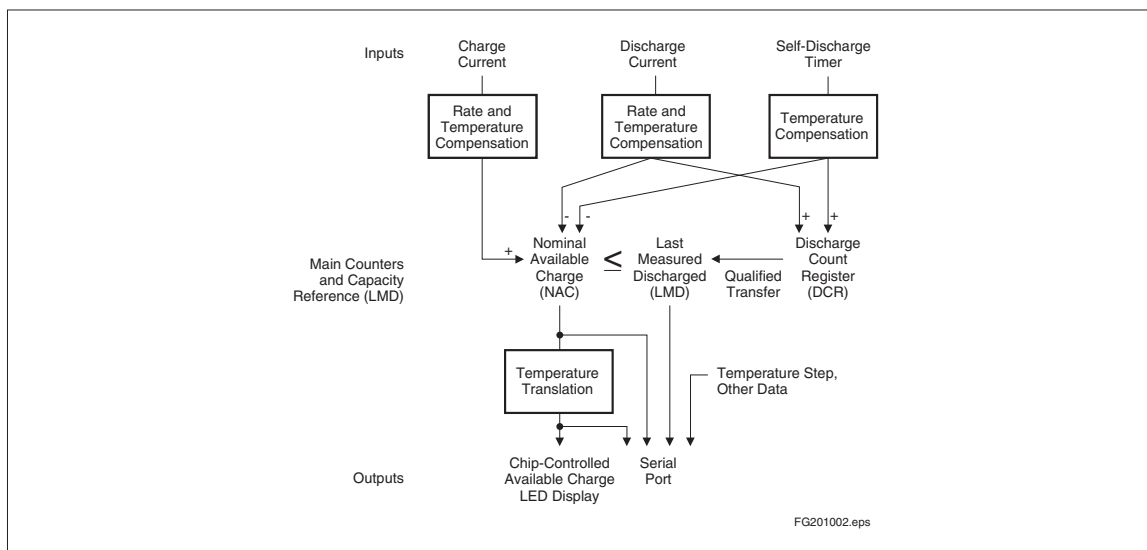 Inputs
Charge
Current
Discharge
Current
Self-Discharge
Timer
Rate and
Temperature
Compensation
Rate and
Temperature
Compensation
Temperature
Compensation
- - + +
Main Counters
and Capacity
Reference (LMD)
+
Nominal
Available
Charge
(NAC)
≤
Last
Measured
Discharged
(LMD)
Qualified
Transfer
Discharge
Count
Register
(DCR)
Temperature
Translation
Temperature Step,
Other Data
Outputs
Chip-Controlled
Available Charge
LED Display
Serial
Port
FG201002.eps